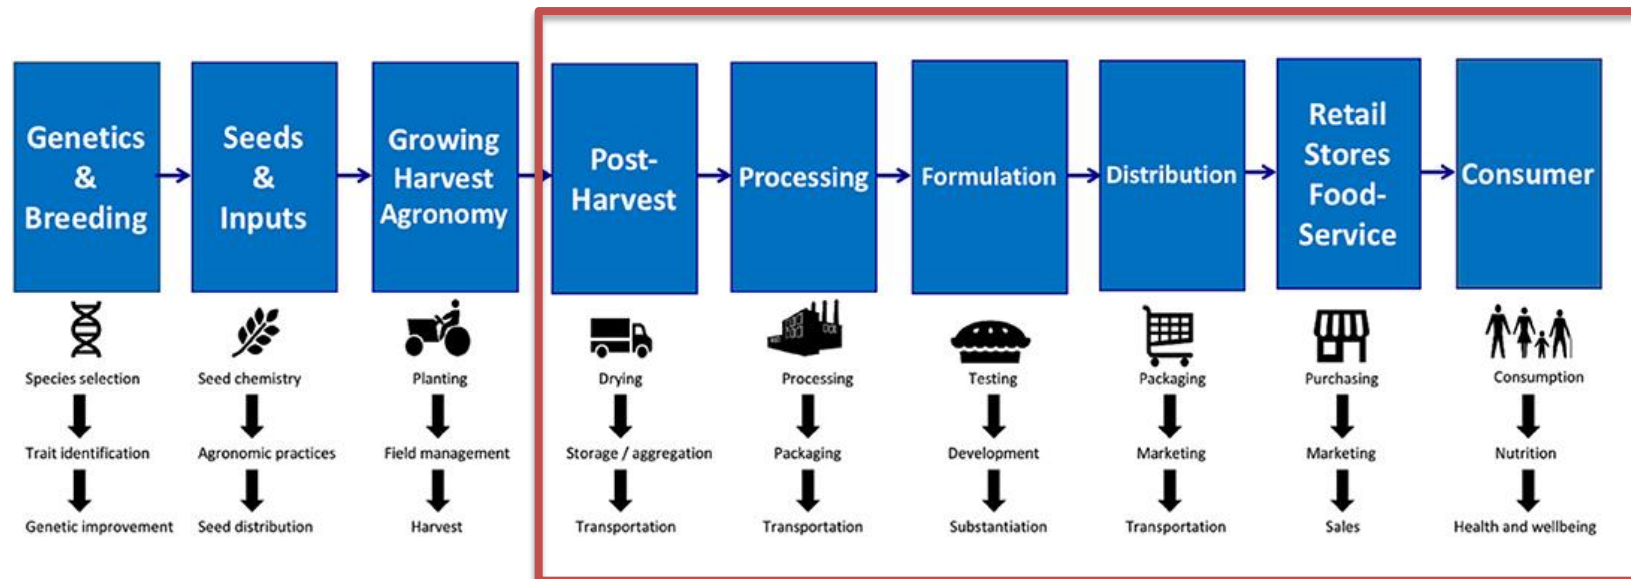 Genetics
&
Breeding
Seeds
&
Inputs
Growing
Harvest
Agronomy
Post-
Harvest
Processing
Formulation
Distribution
Retail
Stores
Food-
Service
Consumer
Species selection
Trait identification
Genetic improvement
Seed chemistry
Agronomic practices
Seed distribution
Planting
Field management
Harvest
Drying
Storage / aggregation
Transportation
Processing
Packaging
Transportation
Testing
Development
Substantiation
Packaging
Marketing
Transportation
Purchasing
Marketing
Sales
Consumption
Nutrition
Health and wellbeing